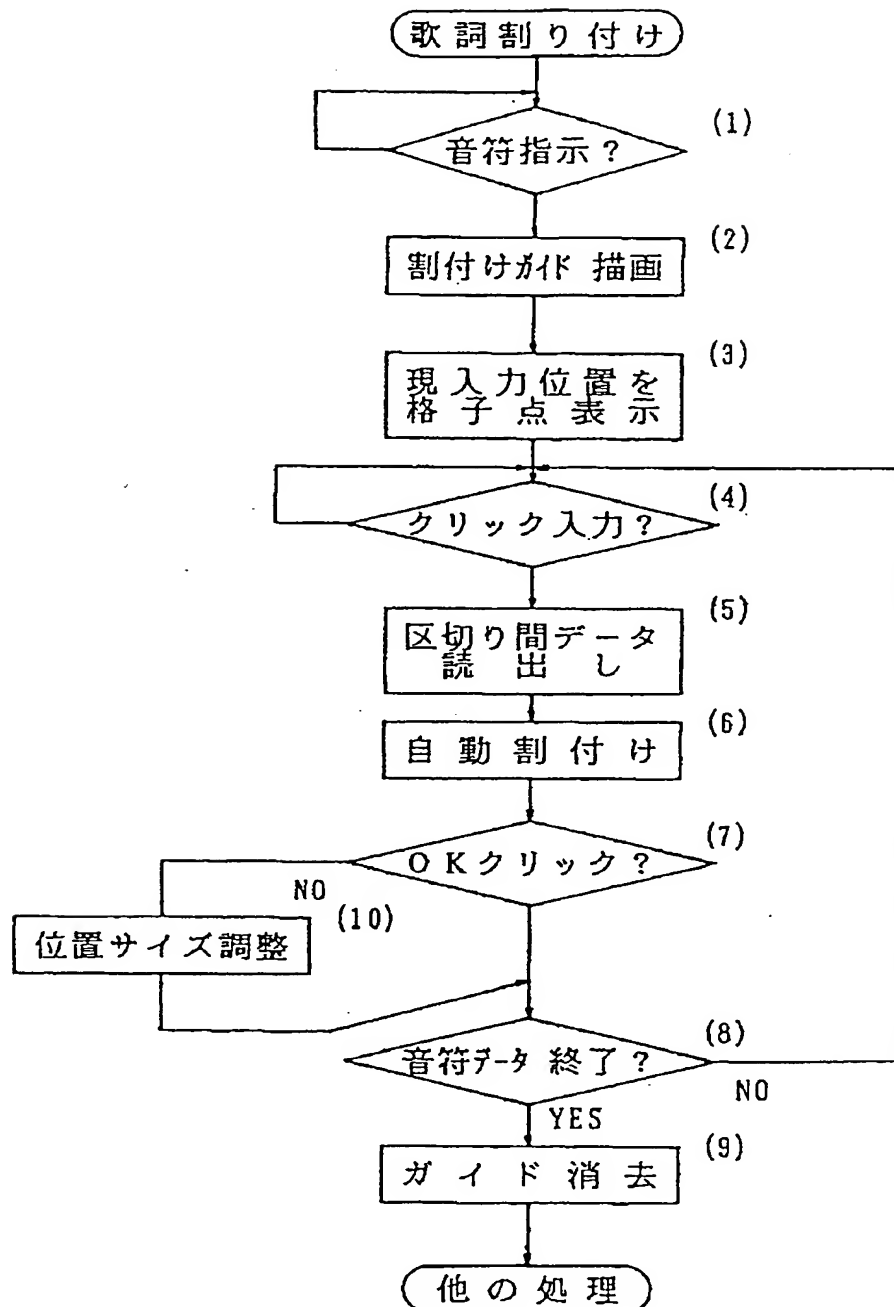 歌詞割り付け
(1)
音符指示?
(2)
割付けガイド 描画
(3)
現入力位置を
格子点表示
(4)
クリック入力?
(5)
区切り間データ
読出し
(6)
自動割付け
(7)
OKクリック?
NO
(10)
位置サイズ調整
(8)
音符データ 終了?
NO
YES
(9)
ガイド消去
他の処理